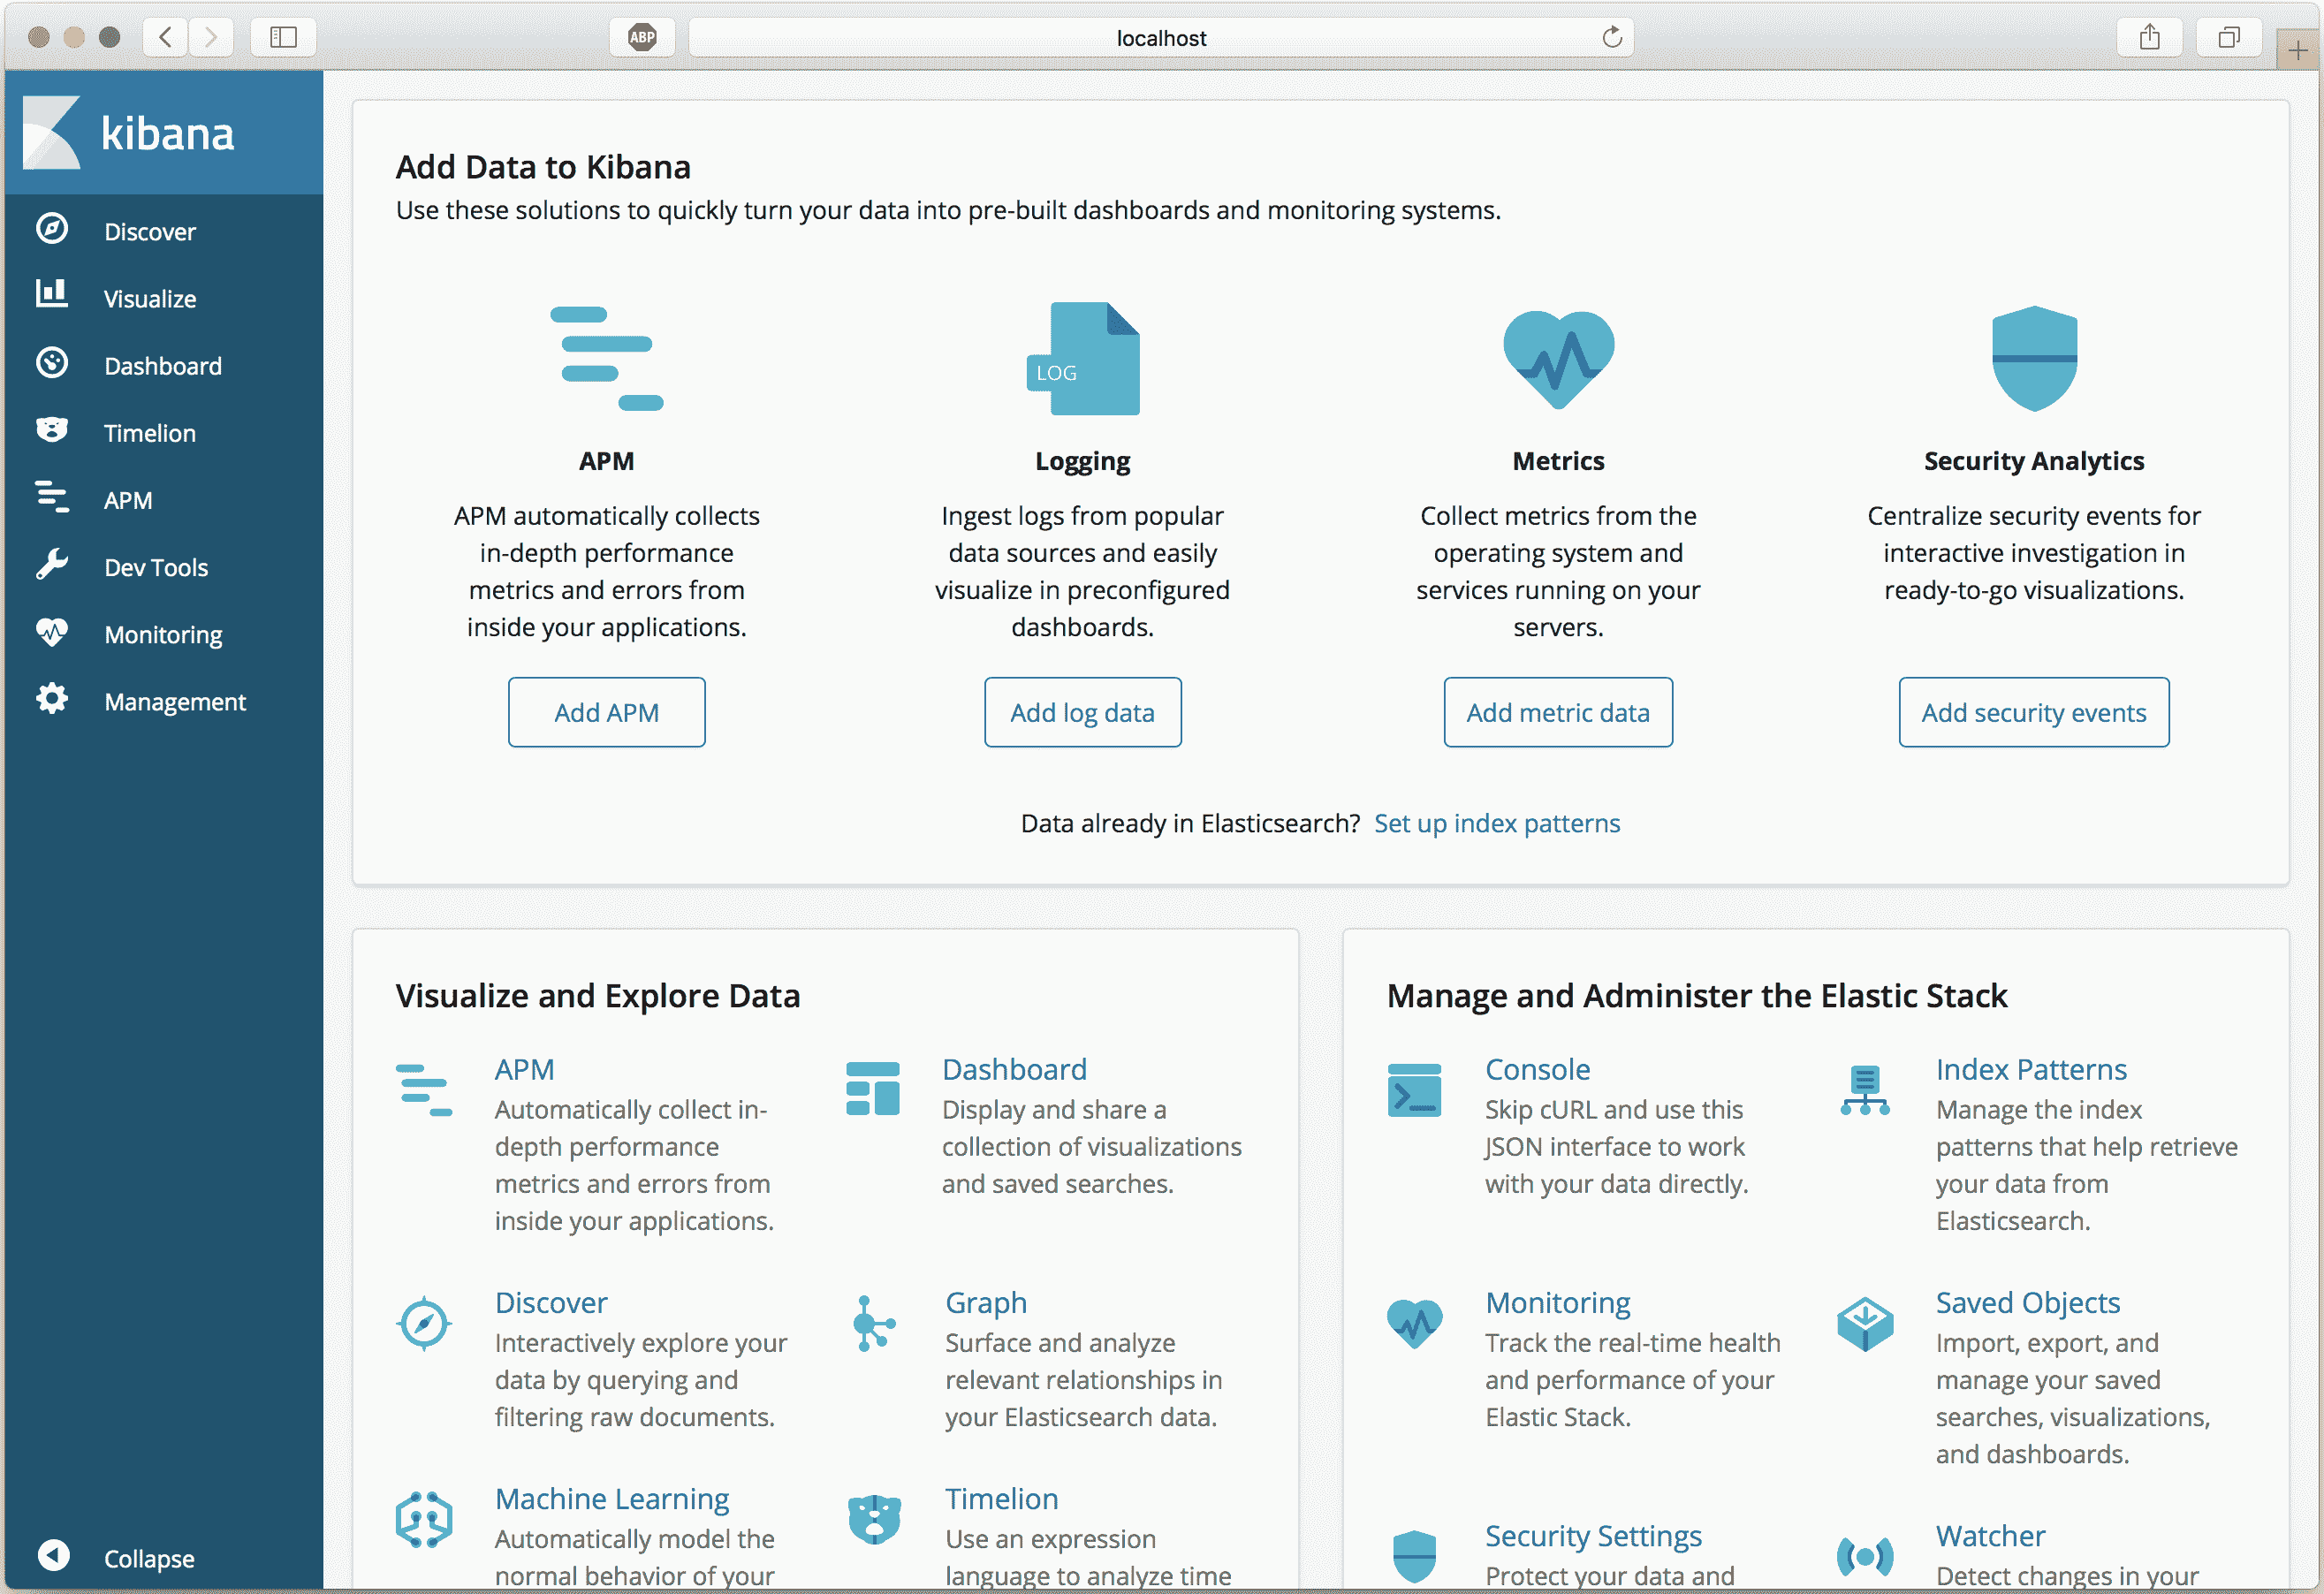 ABP
localhost
kibana
Discover
Visualize
Dashboard
Timelion
APM
Dev Tools
Monitoring
Management
Collapse
Add Data to Kibana
Use these solutions to quickly turn your data into pre-built dashboards and monitoring systems.
APM
APM automatically collects
in-depth performance
metrics and errors from
inside your applications.
Add APM
LOG
Logging
Ingest logs from popular
data sources and easily
visualize in preconfigured
dashboards.
Add log data
Metrics
Collect metrics from the
operating system and
services running on your
servers.
Add metric data
Security Analytics
Centralize security events for
interactive investigation in
ready-to-go visualizations.
Add security events
Data already in Elasticsearch? Set up index patterns
Visualize and Explore Data
APM
Automatically collect in-
depth performance
metrics and errors from
inside your applications.
Dashboard
Display and share a
collection of visualizations
and saved searches.
Discover
Interactively explore your
data by querying and
filtering raw documents.
Graph
Surface and analyze
relevant relationships in
your Elasticsearch data.
Machine Learning
Automatically model the
normal behavior of your
Timelion
Use an expression
language to analyze time
Manage and Administer the Elastic Stack
Console
Skip cURL and use this
JSON interface to work
with your data directly.
Index Patterns
Manage the index
patterns that help retrieve
your data from
Elasticsearch.
Monitoring
Track the real-time health
and performance of your
Elastic Stack.
Saved Objects
Import, export, and
manage your saved
searches, visualizations,
and dashboards.
Security Settings
Protect your data and
Watcher
Detect changes in your